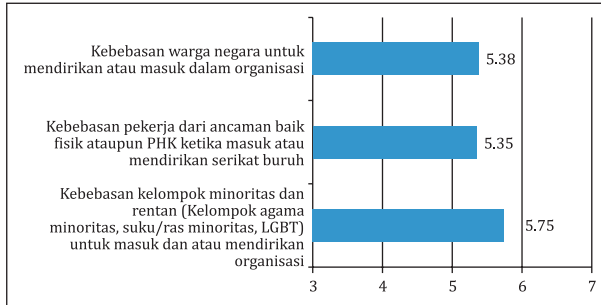 Kebebasan warga negara untuk
mendirikan atau masuk dalam organisasi
5.38
Kebebasan pekerja dari ancaman baik
fisik ataupun PHK ketika masuk atau
mendirikan serikat buruh
5.35
Kebebasan kelompok minoritas dan
rentan (Kelompok agama
minoritas, suku/ras minoritas, LGBT)
untuk masuk dan atau mendirikan
organisasi
5.75
3 4 5 6 7